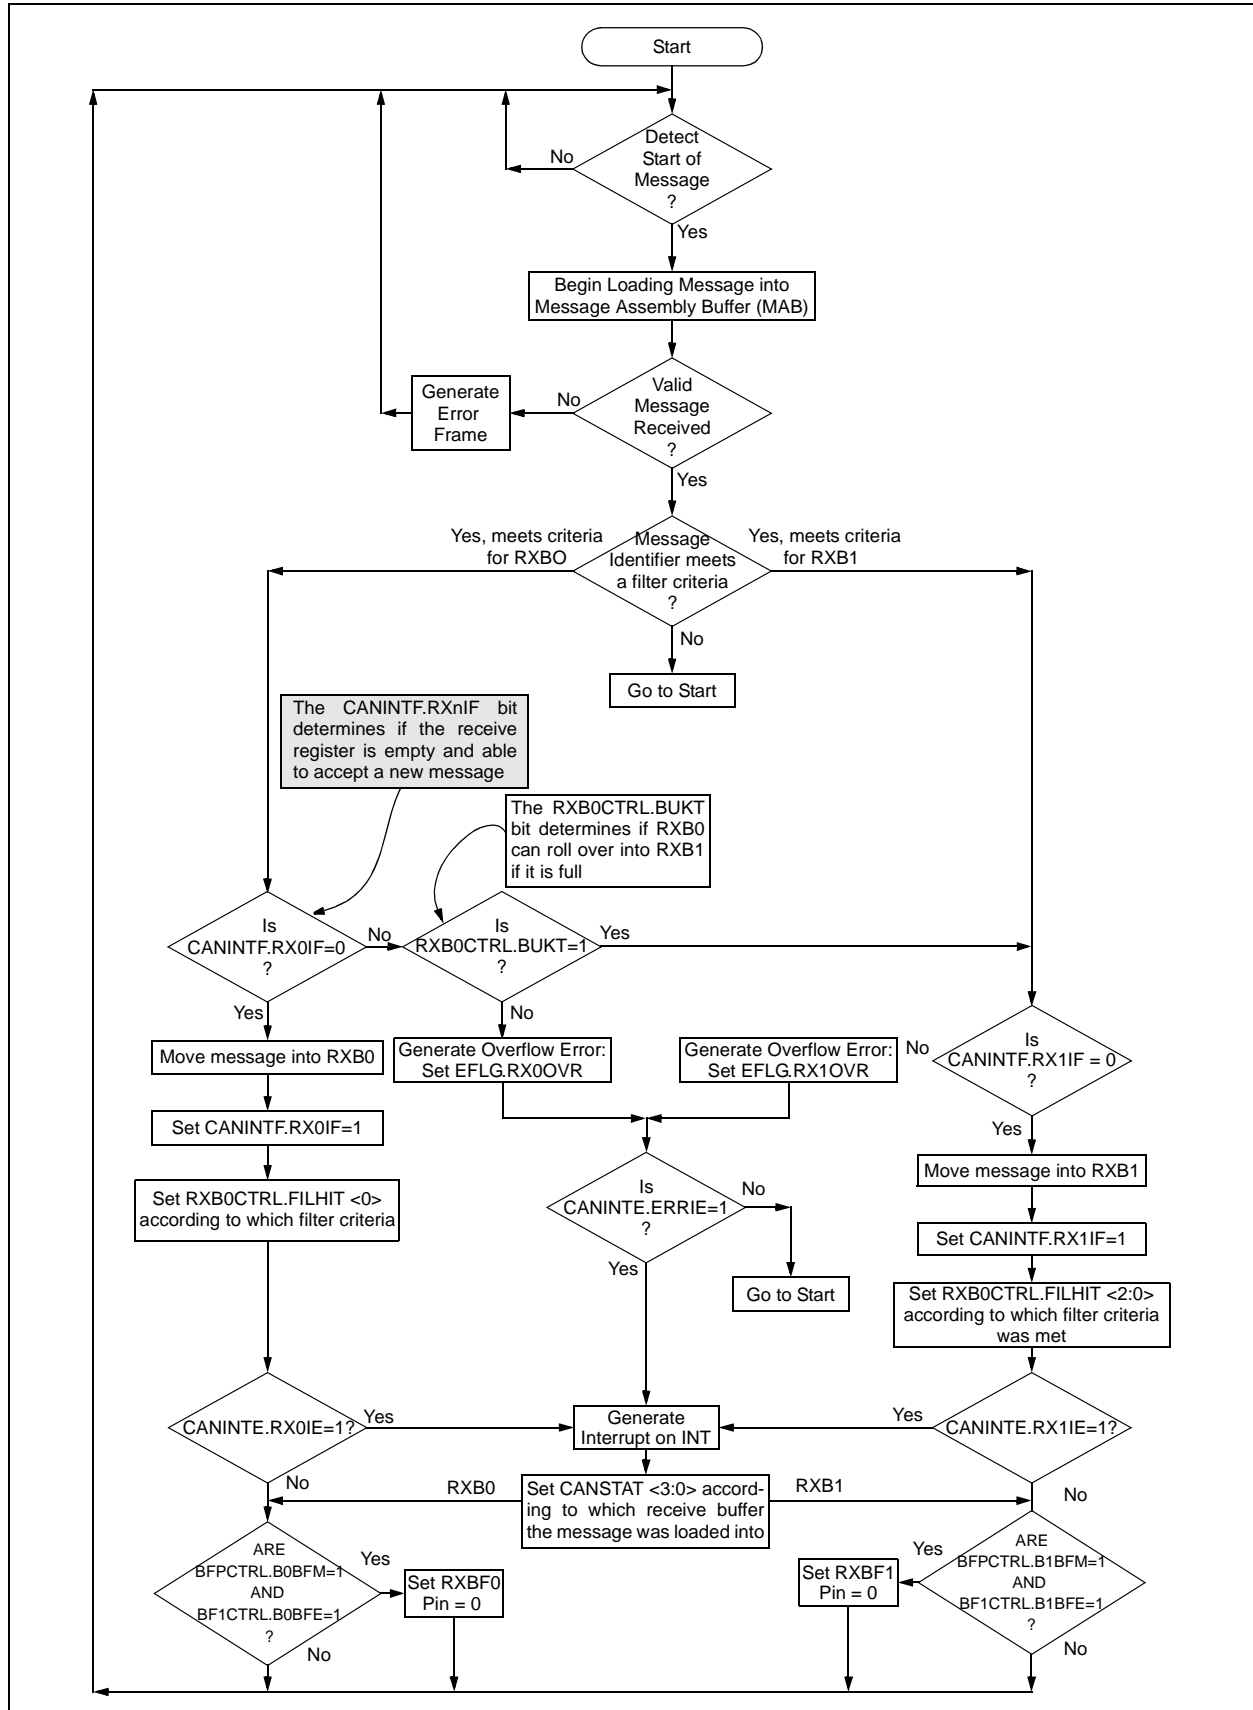 Start
Detect
Start of
Message
?
No
Yes
Begin Loading Message into
Message Assembly Buffer (MAB)
Valid
Message
Received
?
No
Generate
Error
Frame
Yes
Message
Identifier meets
a filter criteria
?
Yes, meets criteria
for RXBO
Yes, meets criteria
for RXB1
No
Go to Start
The CANINTF.RXnIF bit
determines if the receive
register is empty and able
to accept a new message
The RXB0CTRL.BUKT
bit determines if RXB0
can roll over into RXB1
if it is full
Is
CANINTF.RX0IF=0
?
No
Is
RXB0CTRL.BUKT=1
?
Yes
Yes
No
Move message into RXB0
Generate Overflow Error:
Set EFLG.RX0OVR
Generate Overflow Error:
Set EFLG.RX1OVR
No
Is
CANINTF.RX1IF = 0
?
Set CANINTF.RX0IF=1
Yes
Set RXB0CTRL.FILHIT <0>
according to which filter criteria
Is
CANINTE.ERRIE=1
?
No
Yes
Go to Start
Move message into RXB1
Set CANINTF.RX1IF=1
Set RXB0CTRL.FILHIT <2:0>
according to which filter criteria
was met
CANINTE.RX0IE=1?
Yes
Generate
Interrupt on INT
Yes
CANINTE.RX1IE=1?
No
RXB0
Set CANSTAT <3:0> accord-
ing to which receive buffer
the message was loaded into
RXB1
No
ARE
BFPCTRL.B0BFM=1
AND
BF1CTRL.B0BFE=1
?
Yes
Set RXBF0
Pin = 0
No
Set RXBF1
Pin = 0
Yes
ARE
BFPCTRL.B1BFM=1
AND
BF1CTRL.B1BFE=1
?
No